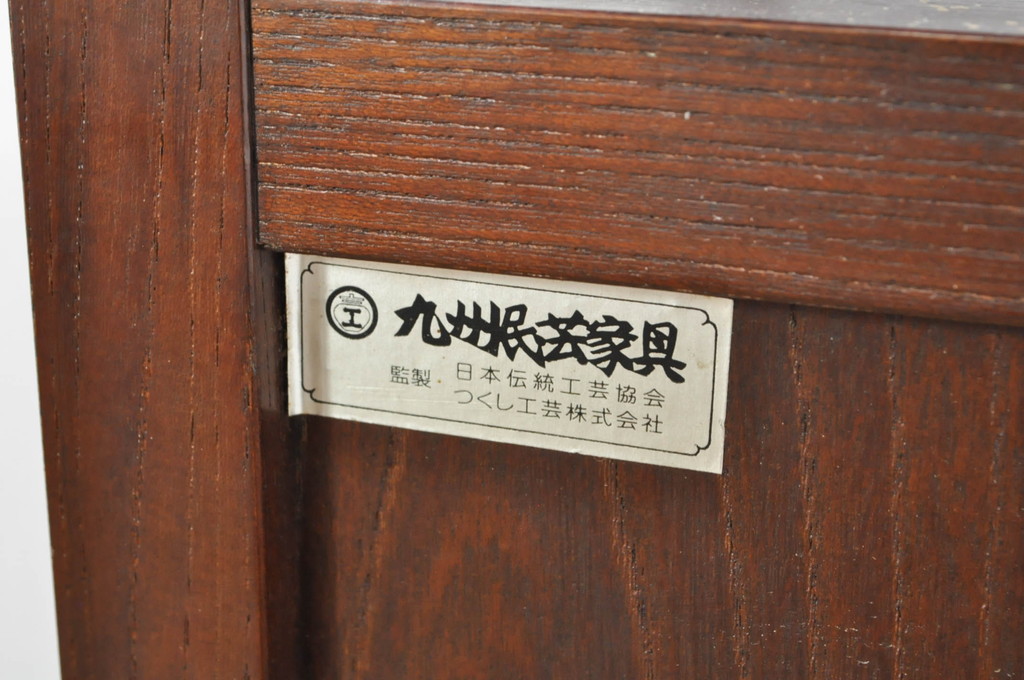 九州民芸家具
監製 日本伝統工芸協会
つくし工芸株式会社